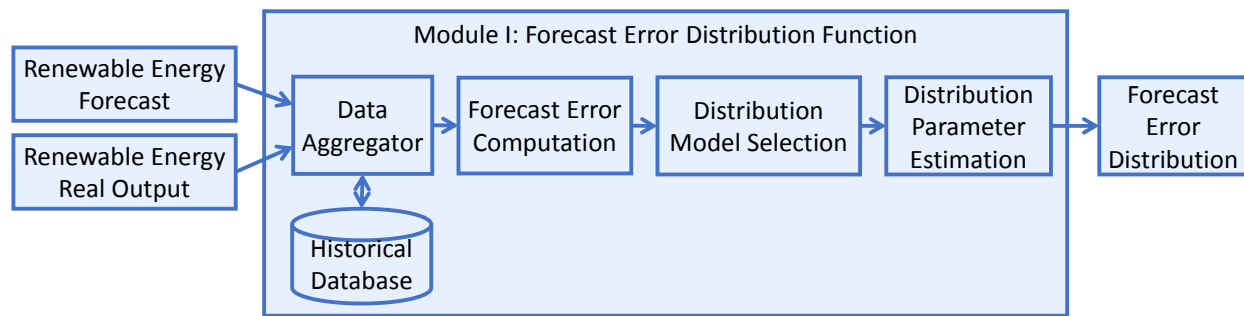 Module I: Forecast Error Distribution Function
Renewable Energy
Forecast
Renewable Energy
Real Output
Data
Aggregator
Historical
Database
Forecast Error
Computation
Distribution
Model Selection
Distribution
Parameter
Estimation
Forecast
Error
Distribution